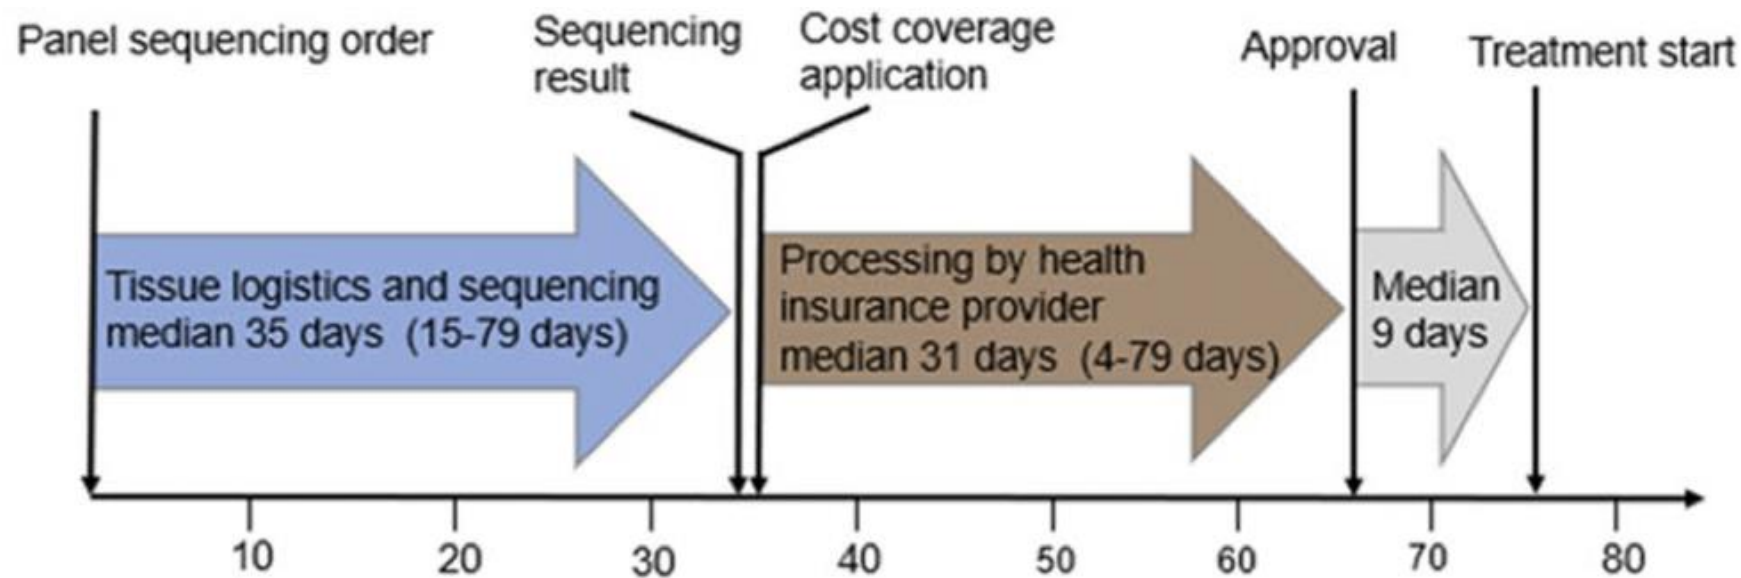 Panel sequencing order
Sequencing
result
Cost coverage
application
Approval
Treatment start
Tissue logistics and sequencing
median 35 days  (15-79 days)
Processing by health
insurance provider
median 31 days  (4-79 days)
Median
9 days
10
20
30
40
50
60
70
80